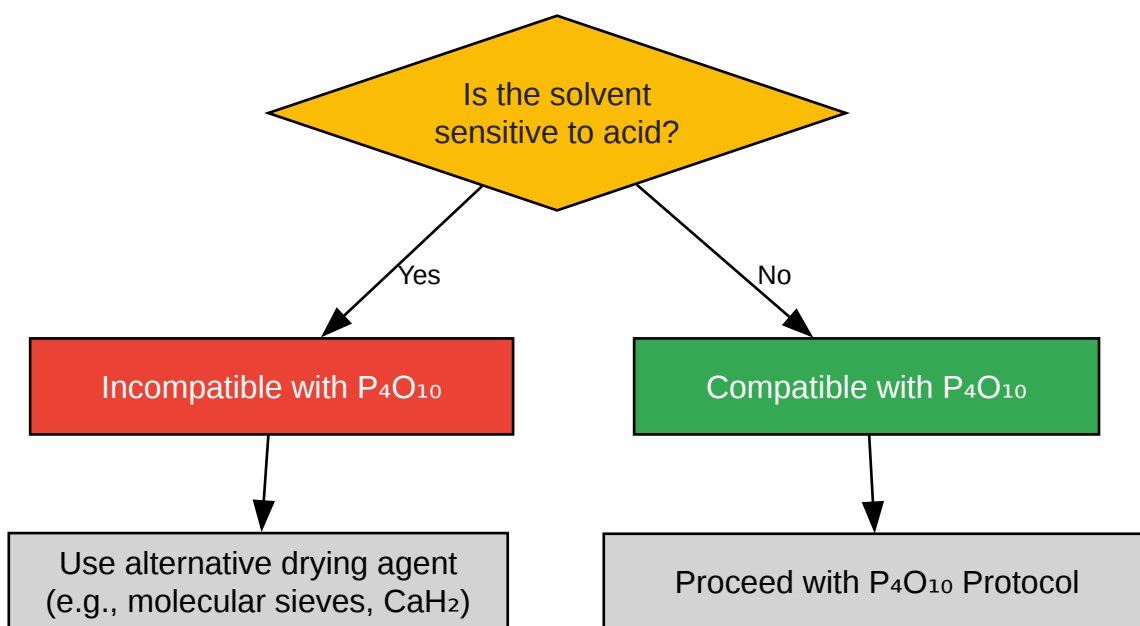 Is the solvent
sensitive to acid?
Yes
No
Incompatible with P₄O₁₀
Compatible with P₄O₁₀
Use alternative drying agent
(e.g., molecular sieves, CaH₂)
Proceed with P₄O₁₀ Protocol